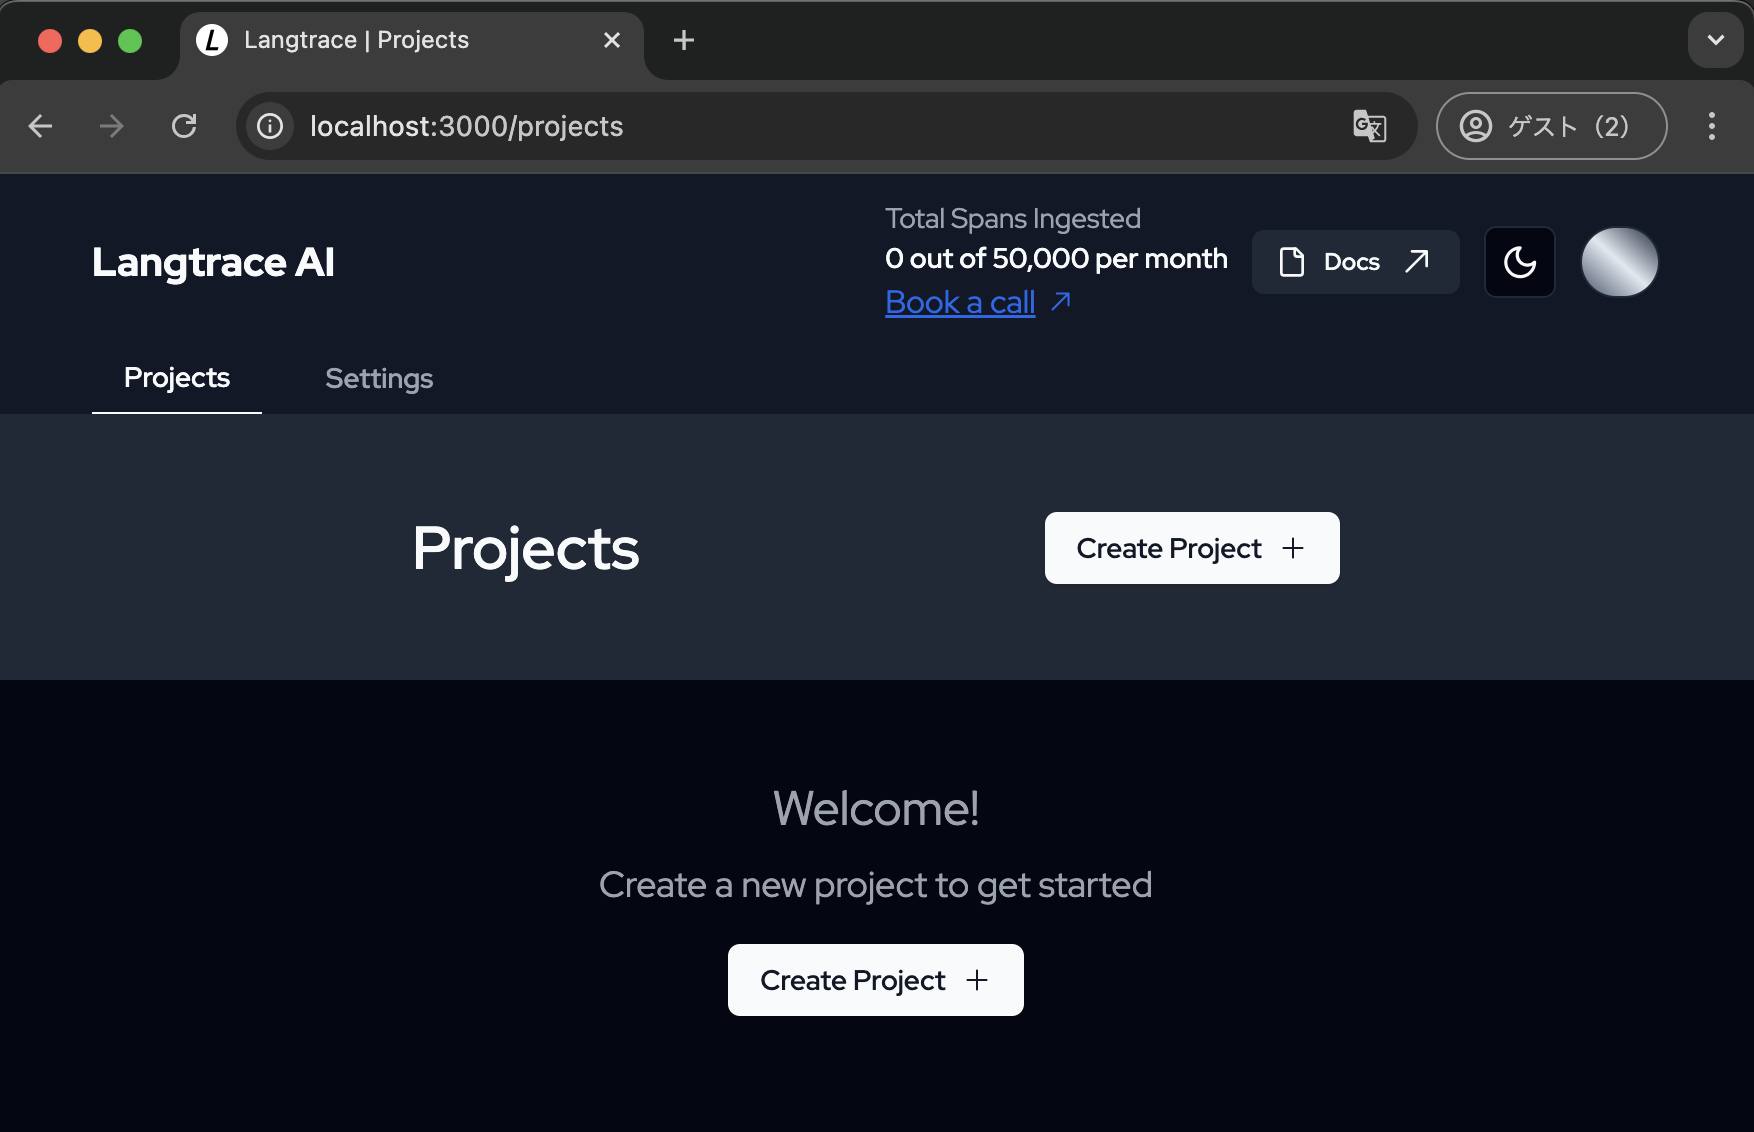 Langtrace | Projects
localhost:3000/projects
ゲスト（2）
Langtrace AI
Total Spans Ingested
0 out of 50,000 per month
Book a call
Docs
Projects
Settings
Projects
Create Project
Welcome!
Create a new project to get started
Create Project